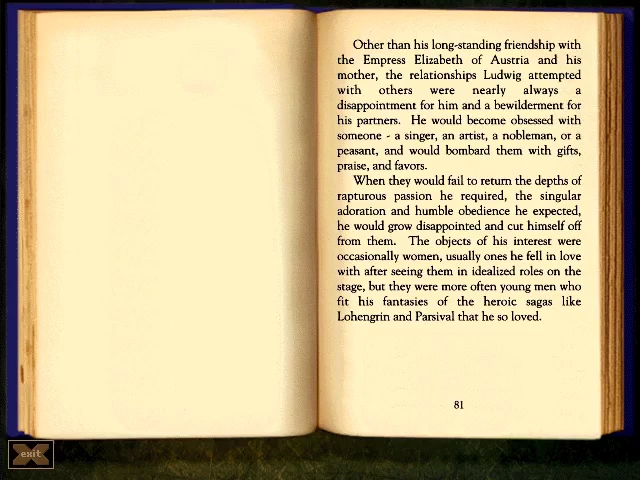 Other than his long-standing friendship with
the Empress Elizabeth of Austria and his
mother, the relationships Ludwig attempted
with others were nearly always a
disappointment for him and a bewilderment for
his partners. He would become obsessed with
someone - a singer, an artist, a nobleman, or a
peasant, and would bombard them with gifts,
praise, and favors.
When they would fail to return the depths of
rapturous passion he required, the singular
adoration and humble obedience he expected,
he would grow disappointed and cut himself off
from them. The objects of his interest were
occasionally women, usually ones he fell in love
with after seeing them in idealized roles on the
stage, but they were more often young men who
fit his fantasies of the heroic sagas like
Lohengrin and Parsival that he so loved.
81
exit